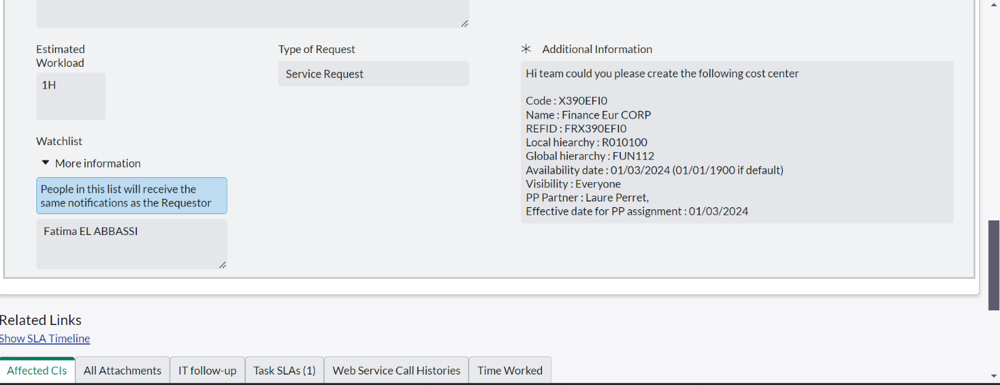 Estimated
Workload
1H
Type of Request
Service Request
Additional Information
Hi team could you please create the following cost center
Code : X390EFI0
Name : Finance Eur CORP
REFID : FRX390EFI0
Local hiearchy : R010100
Global hierarchy : FUN112
Availability date : 01/03/2024 (01/01/1900 if default)
Visibility : Everyone
PP Partner : Laure Perret,
Effective date for PP assignment : 01/03/2024
Watchlist
More information
People in this list will receive the
same notifications as the Requestor
Fatima EL ABBASSI
Related Links
Show SLA Timeline
Affected CIs
All Attachments
IT follow-up
Task SLAs (1)
Web Service Call Histories
Time Worked